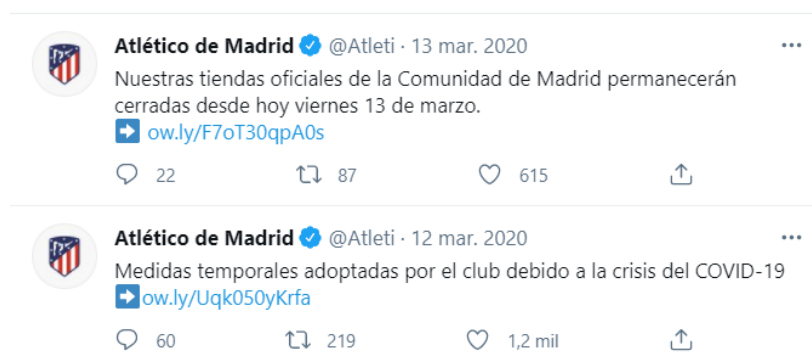 Atlético de Madrid @Atleti · 13 mar. 2020
Nuestras tiendas oficiales de la Comunidad de Madrid permanecerán
cerradas desde hoy viernes 13 de marzo.
➡ ow.ly/F7oT30qpA0s
22 87 615
Atlético de Madrid @Atleti · 12 mar. 2020
Medidas temporales adoptadas por el club debido a la crisis del COVID-19
➡ow.ly/Uqk050yKrfa
60 219 1,2 mil